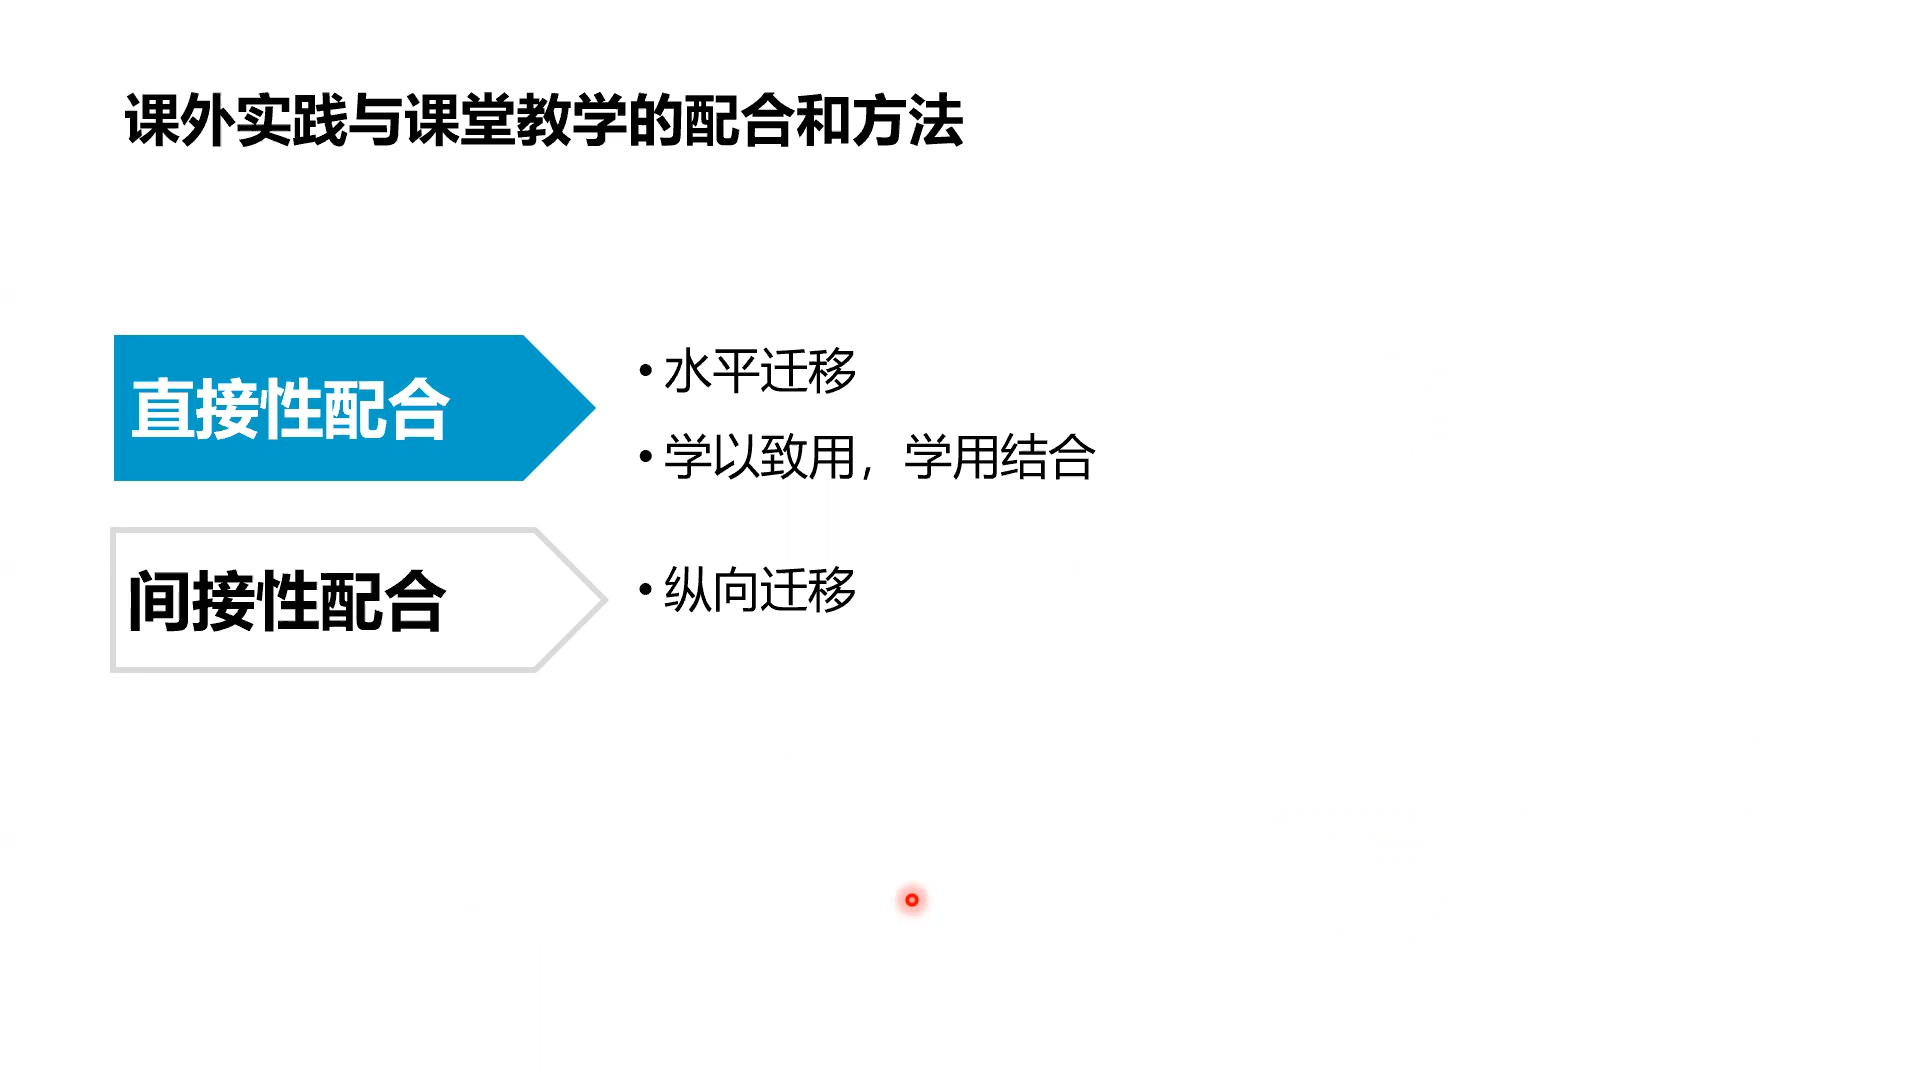 课外实践与课堂教学的配合和方法
直接性配合
• 水平迁移
• 学以致用，学用结合
间接性配合
• 纵向迁移